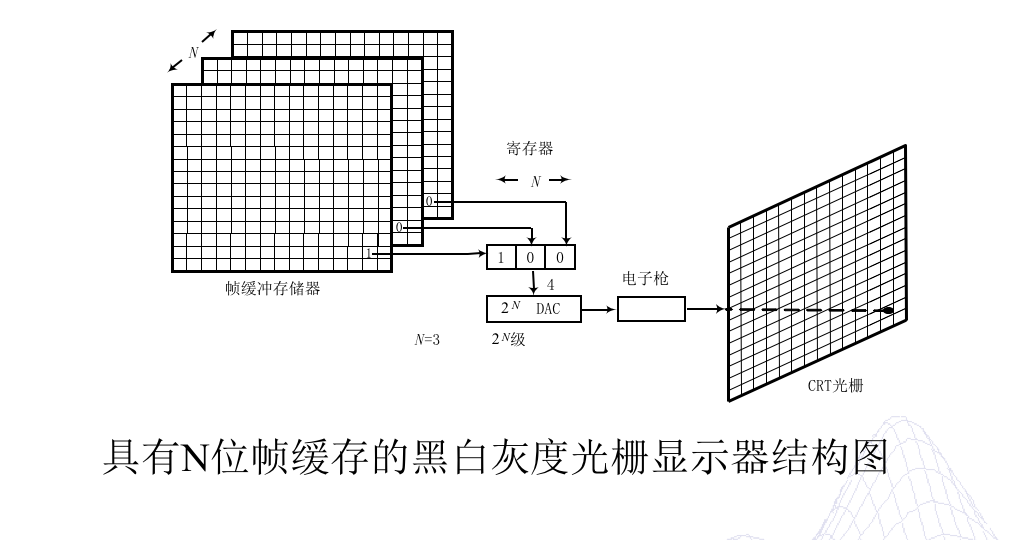 N
寄存器
N
0
0
1
1 0 0
帧缓冲存储器
4
电子枪
2^N DAC
N=3
2^N级
CRT光栅
具有N位帧缓存的黑白灰度光栅显示器结构图